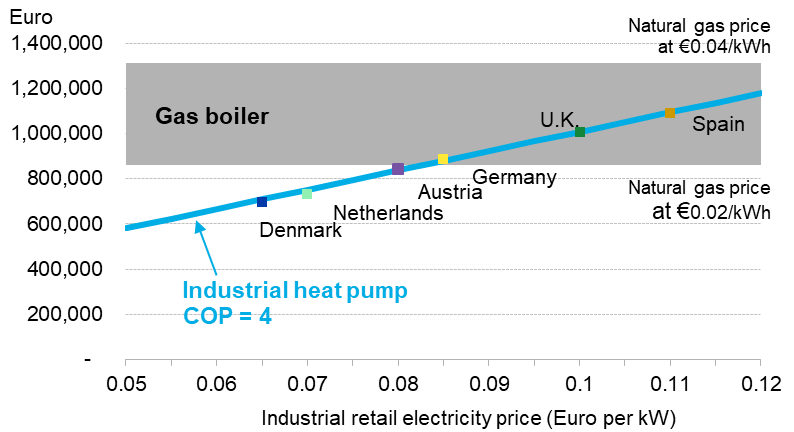 Euro
Natural gas price
at €0.04/kWh
1,400,000
1,200,000
1,000,000
800,000
600,000
400,000
200,000
-
Gas boiler
U.K.
Spain
Germany
Austria
Netherlands
Denmark
Natural gas price
at €0.02/kWh
Industrial heat pump
COP = 4
0.05 0.06 0.07 0.08 0.09 0.1 0.11 0.12
Industrial retail electricity price (Euro per kW)